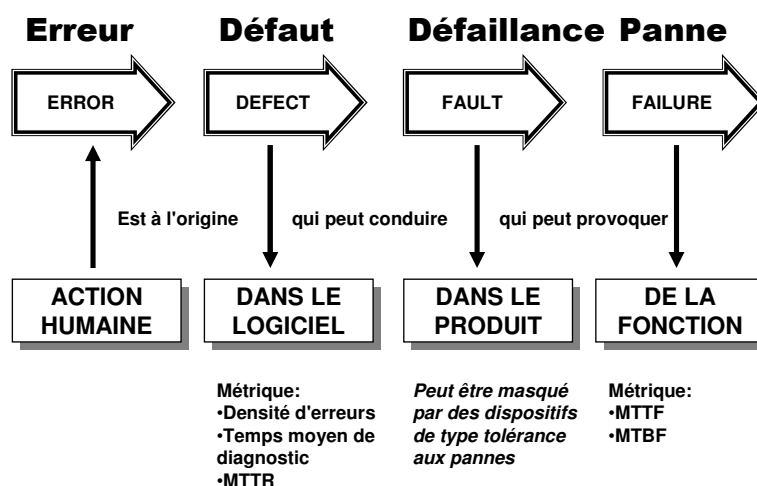 Erreur Défaut Défaillance Panne
ERROR DEFECT FAULT FAILURE
Est à l'origine qui peut conduire qui peut provoquer
ACTION HUMAINE
DANS LE LOGICIEL
DANS LE PRODUIT
DE LA FONCTION
Métrique:
•Densité d'erreurs
•Temps moyen de
diagnostic
•MTTR
Peut être masqué
par des dispositifs
de type tolérance
aux pannes
Métrique:
•MTTF
•MTBF